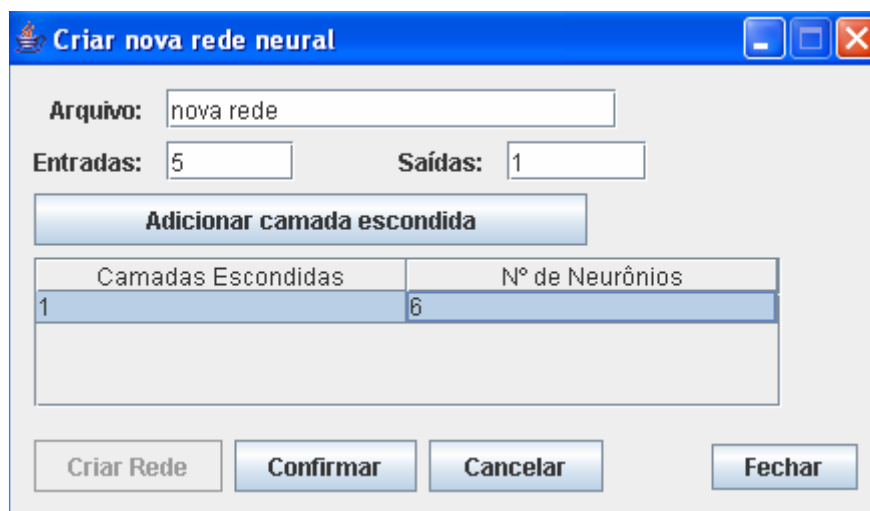 Criar nova rede neural
Arquivo: nova rede
Entradas: 5 Saídas: 1
Adicionar camada escondida
Camadas Escondidas Nº de Neurônios
1 6
Criar Rede Confirmar Cancelar Fechar